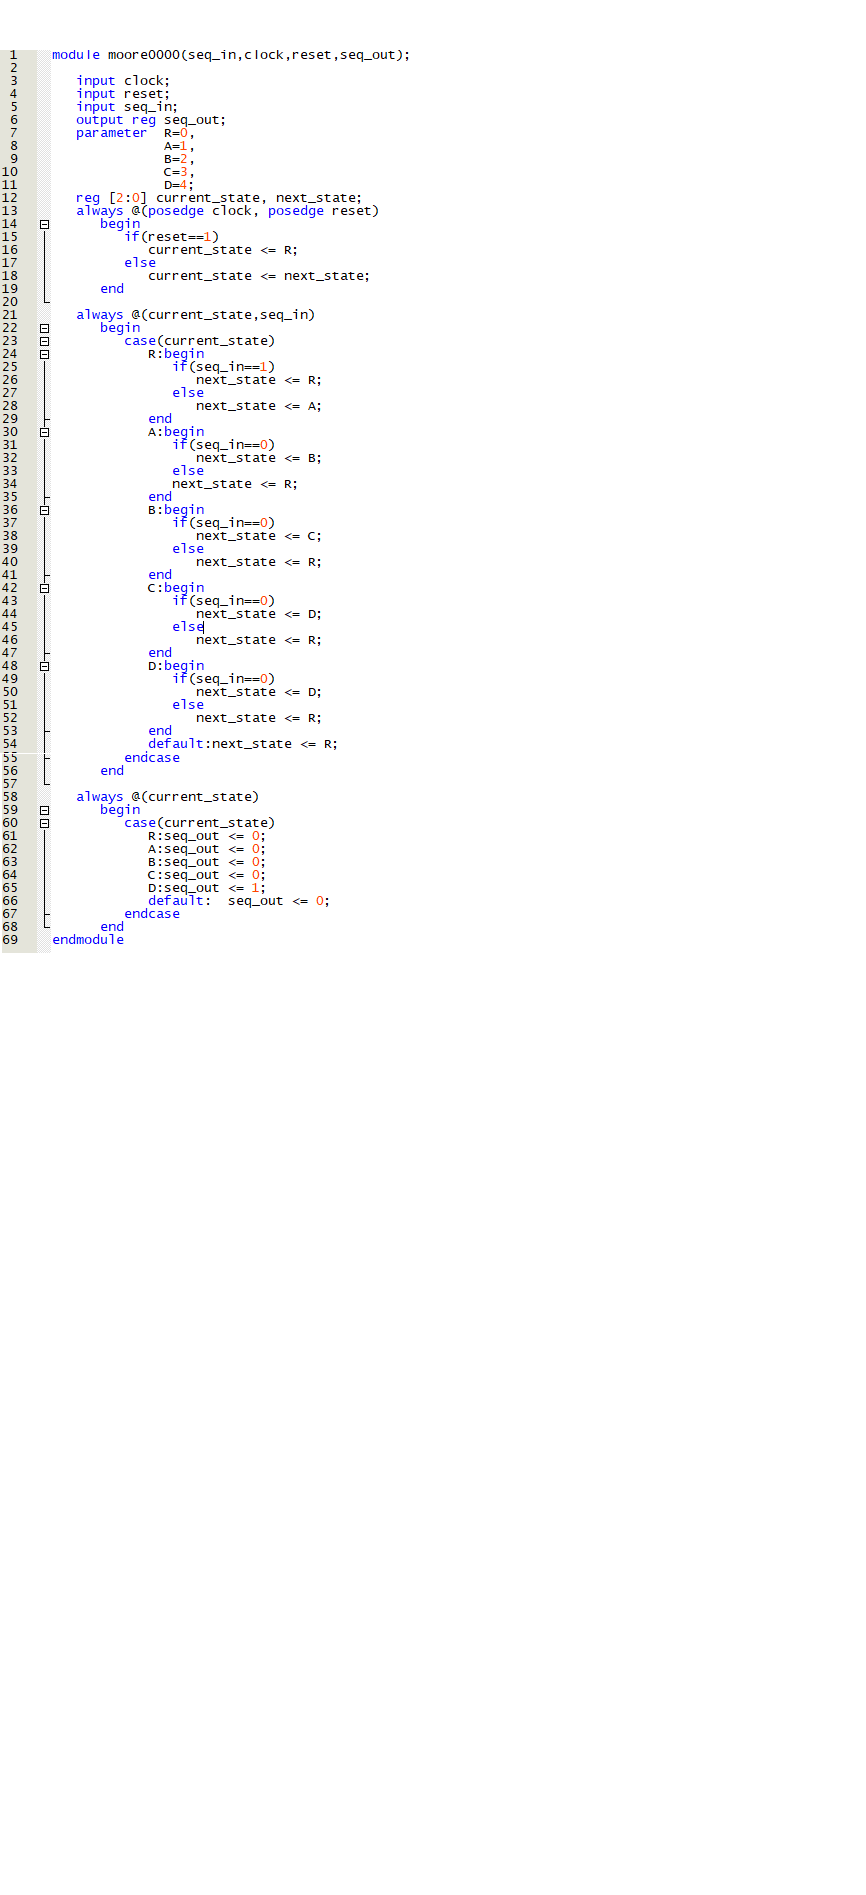 1 module moore0000(seq_in,clock,reset,seq_out);
2
3 input clock;
4 input reset;
5 input seq_in;
6 output reg seq_out;
7 parameter  R=0,
8 A=1,
9 B=2,
10 C=3,
11 D=4;
12 reg [2:0] current_state, next_state;
13 always @(posedge clock, posedge reset)
14 begin
15 if(reset==1)
16 current_state <= R;
17 else
18 current_state <= next_state;
19 end
20
21 always @(current_state,seq_in)
22 begin
23 case(current_state)
24 R:begin
25 if(seq_in==1)
26 next_state <= R;
27 else
28 next_state <= A;
29 end
30 A:begin
31 if(seq_in==0)
32 next_state <= B;
33 else
34 next_state <= R;
35 end
36 B:begin
37 if(seq_in==0)
38 next_state <= C;
39 else
40 next_state <= R;
41 end
42 C:begin
43 if(seq_in==0)
44 next_state <= D;
45 else
46 next_state <= R;
47 end
48 D:begin
49 if(seq_in==0)
50 next_state <= D;
51 else
52 next_state <= R;
53 end
54 default:next_state <= R;
55 endcase
56 end
57
58 always @(current_state)
59 begin
60 case(current_state)
61 R:seq_out <= 0;
62 A:seq_out <= 0;
63 B:seq_out <= 0;
64 C:seq_out <= 0;
65 D:seq_out <= 1;
66 default:  seq_out <= 0;
67 endcase
68 end
69 endmodule